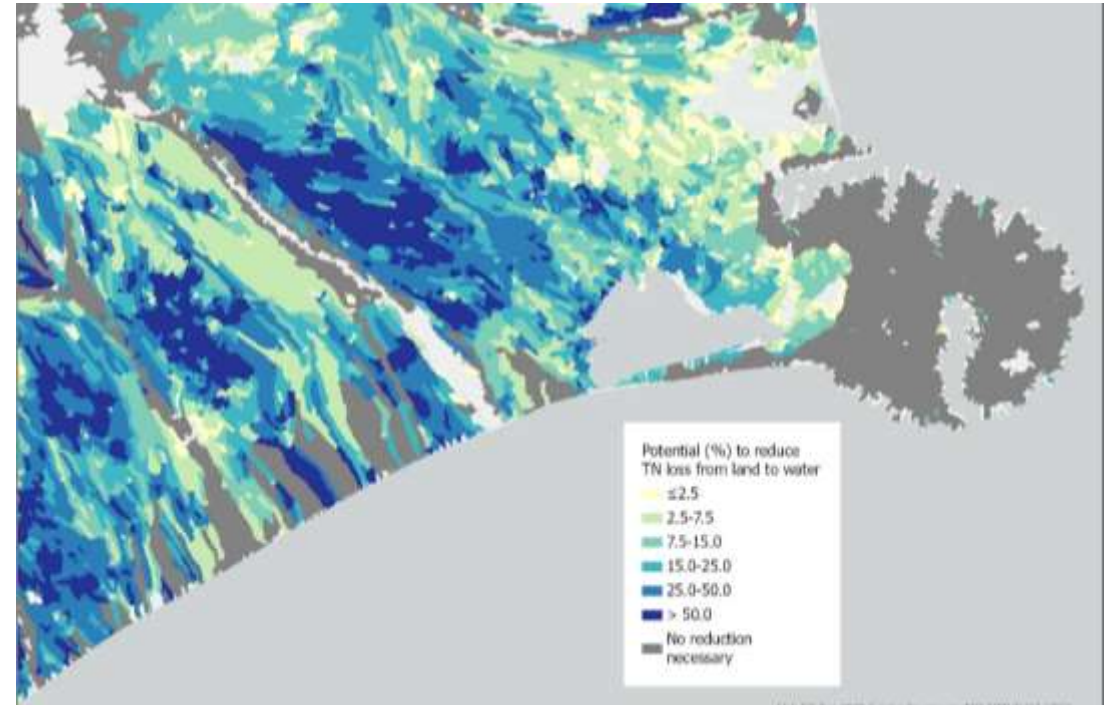 Potential (%) to reduce
TN loss from land to water
≤2.5
2.5-7.5
7.5-15.0
15.0-25.0
25.0-50.0
> 50.0
No reduction
necessary